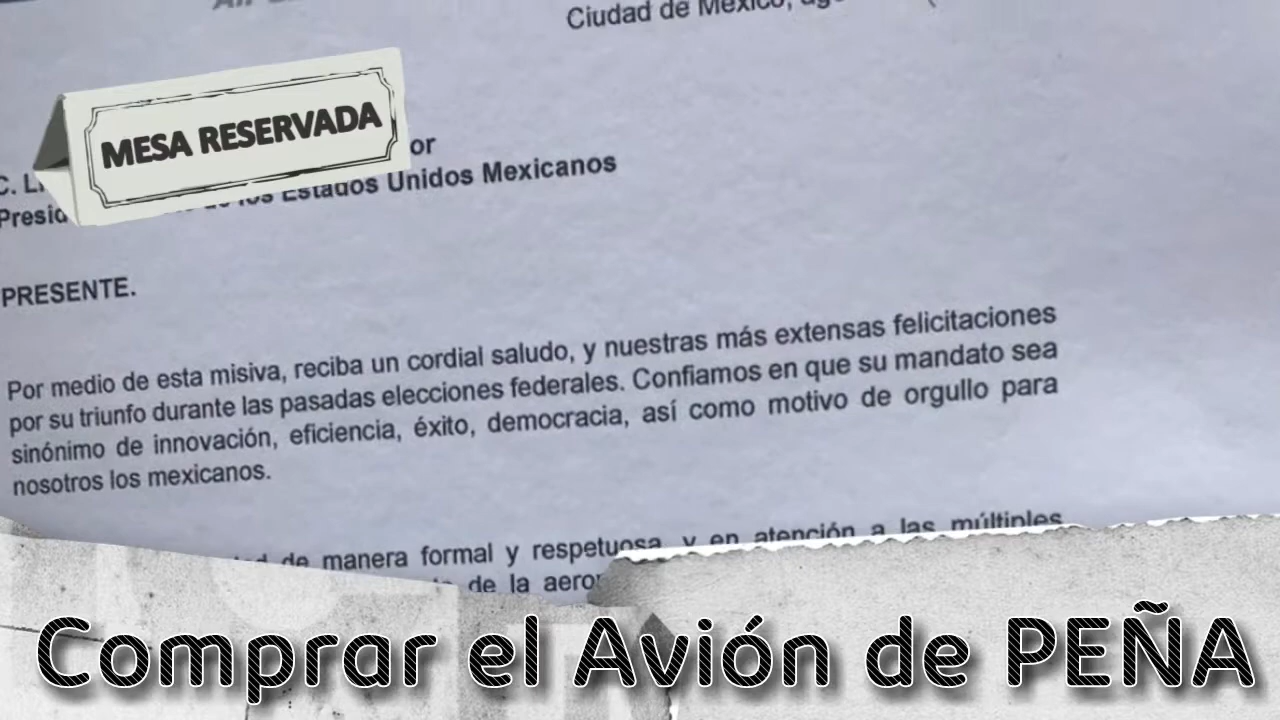 Ciudad de México,
MESA RESERVADA
Estados Unidos Mexicanos
PRESENTE.
Por medio de esta misiva, reciba un cordial saludo, y nuestras más extensas felicitaciones
por su triunfo durante las pasadas elecciones federales. Confiamos en que su mandato sea
sinónimo de innovación, eficiencia, éxito, democracia, así como motivo de orgullo para
nosotros los mexicanos.
de manera formal y respetuosa, y en atención a las múltiples
de la
Comprar el Avión de PEÑA